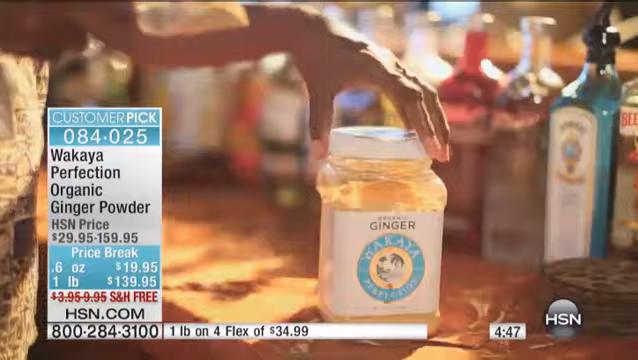 CUSTOMERPICK
084-025
Wakaya
Perfection
Organic
Ginger Powder
HSN Price
$29.95-159.95
Price Break
.6 oz $19.95
1 lb $139.95
$3.95-9.95 S&H FREE
HSN.COM
800-284-3100
1 lb on 4 Flex of $34.99
4:47
HSN
ORGANIC
GINGER
WAKAYA
PERFECTION
BEE